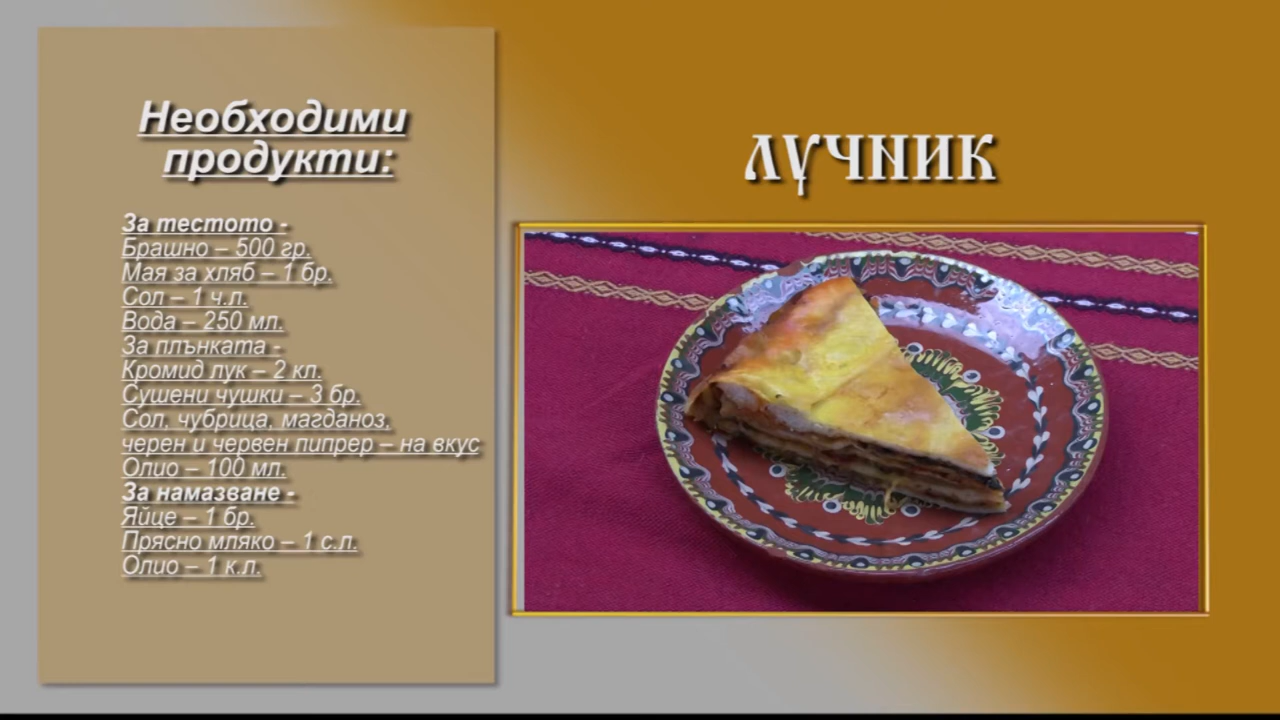 Необходими
продукти:
За тестото -
Брашно – 500 гр.
Мая за хляб – 1 бр.
Сол – 1 ч.л.
Вода – 250 мл.
За плънката -
Кромид лук – 2 кл.
Сушени чушки – 3 бр.
Сол, чубрица, магданоз,
черен и червен пипрер – на вкус
Олио – 100 мл.
За намазване -
Яйце – 1 бр.
Прясно мляко – 1 с.л.
Олио – 1 к.л.
ЛУЧНИК